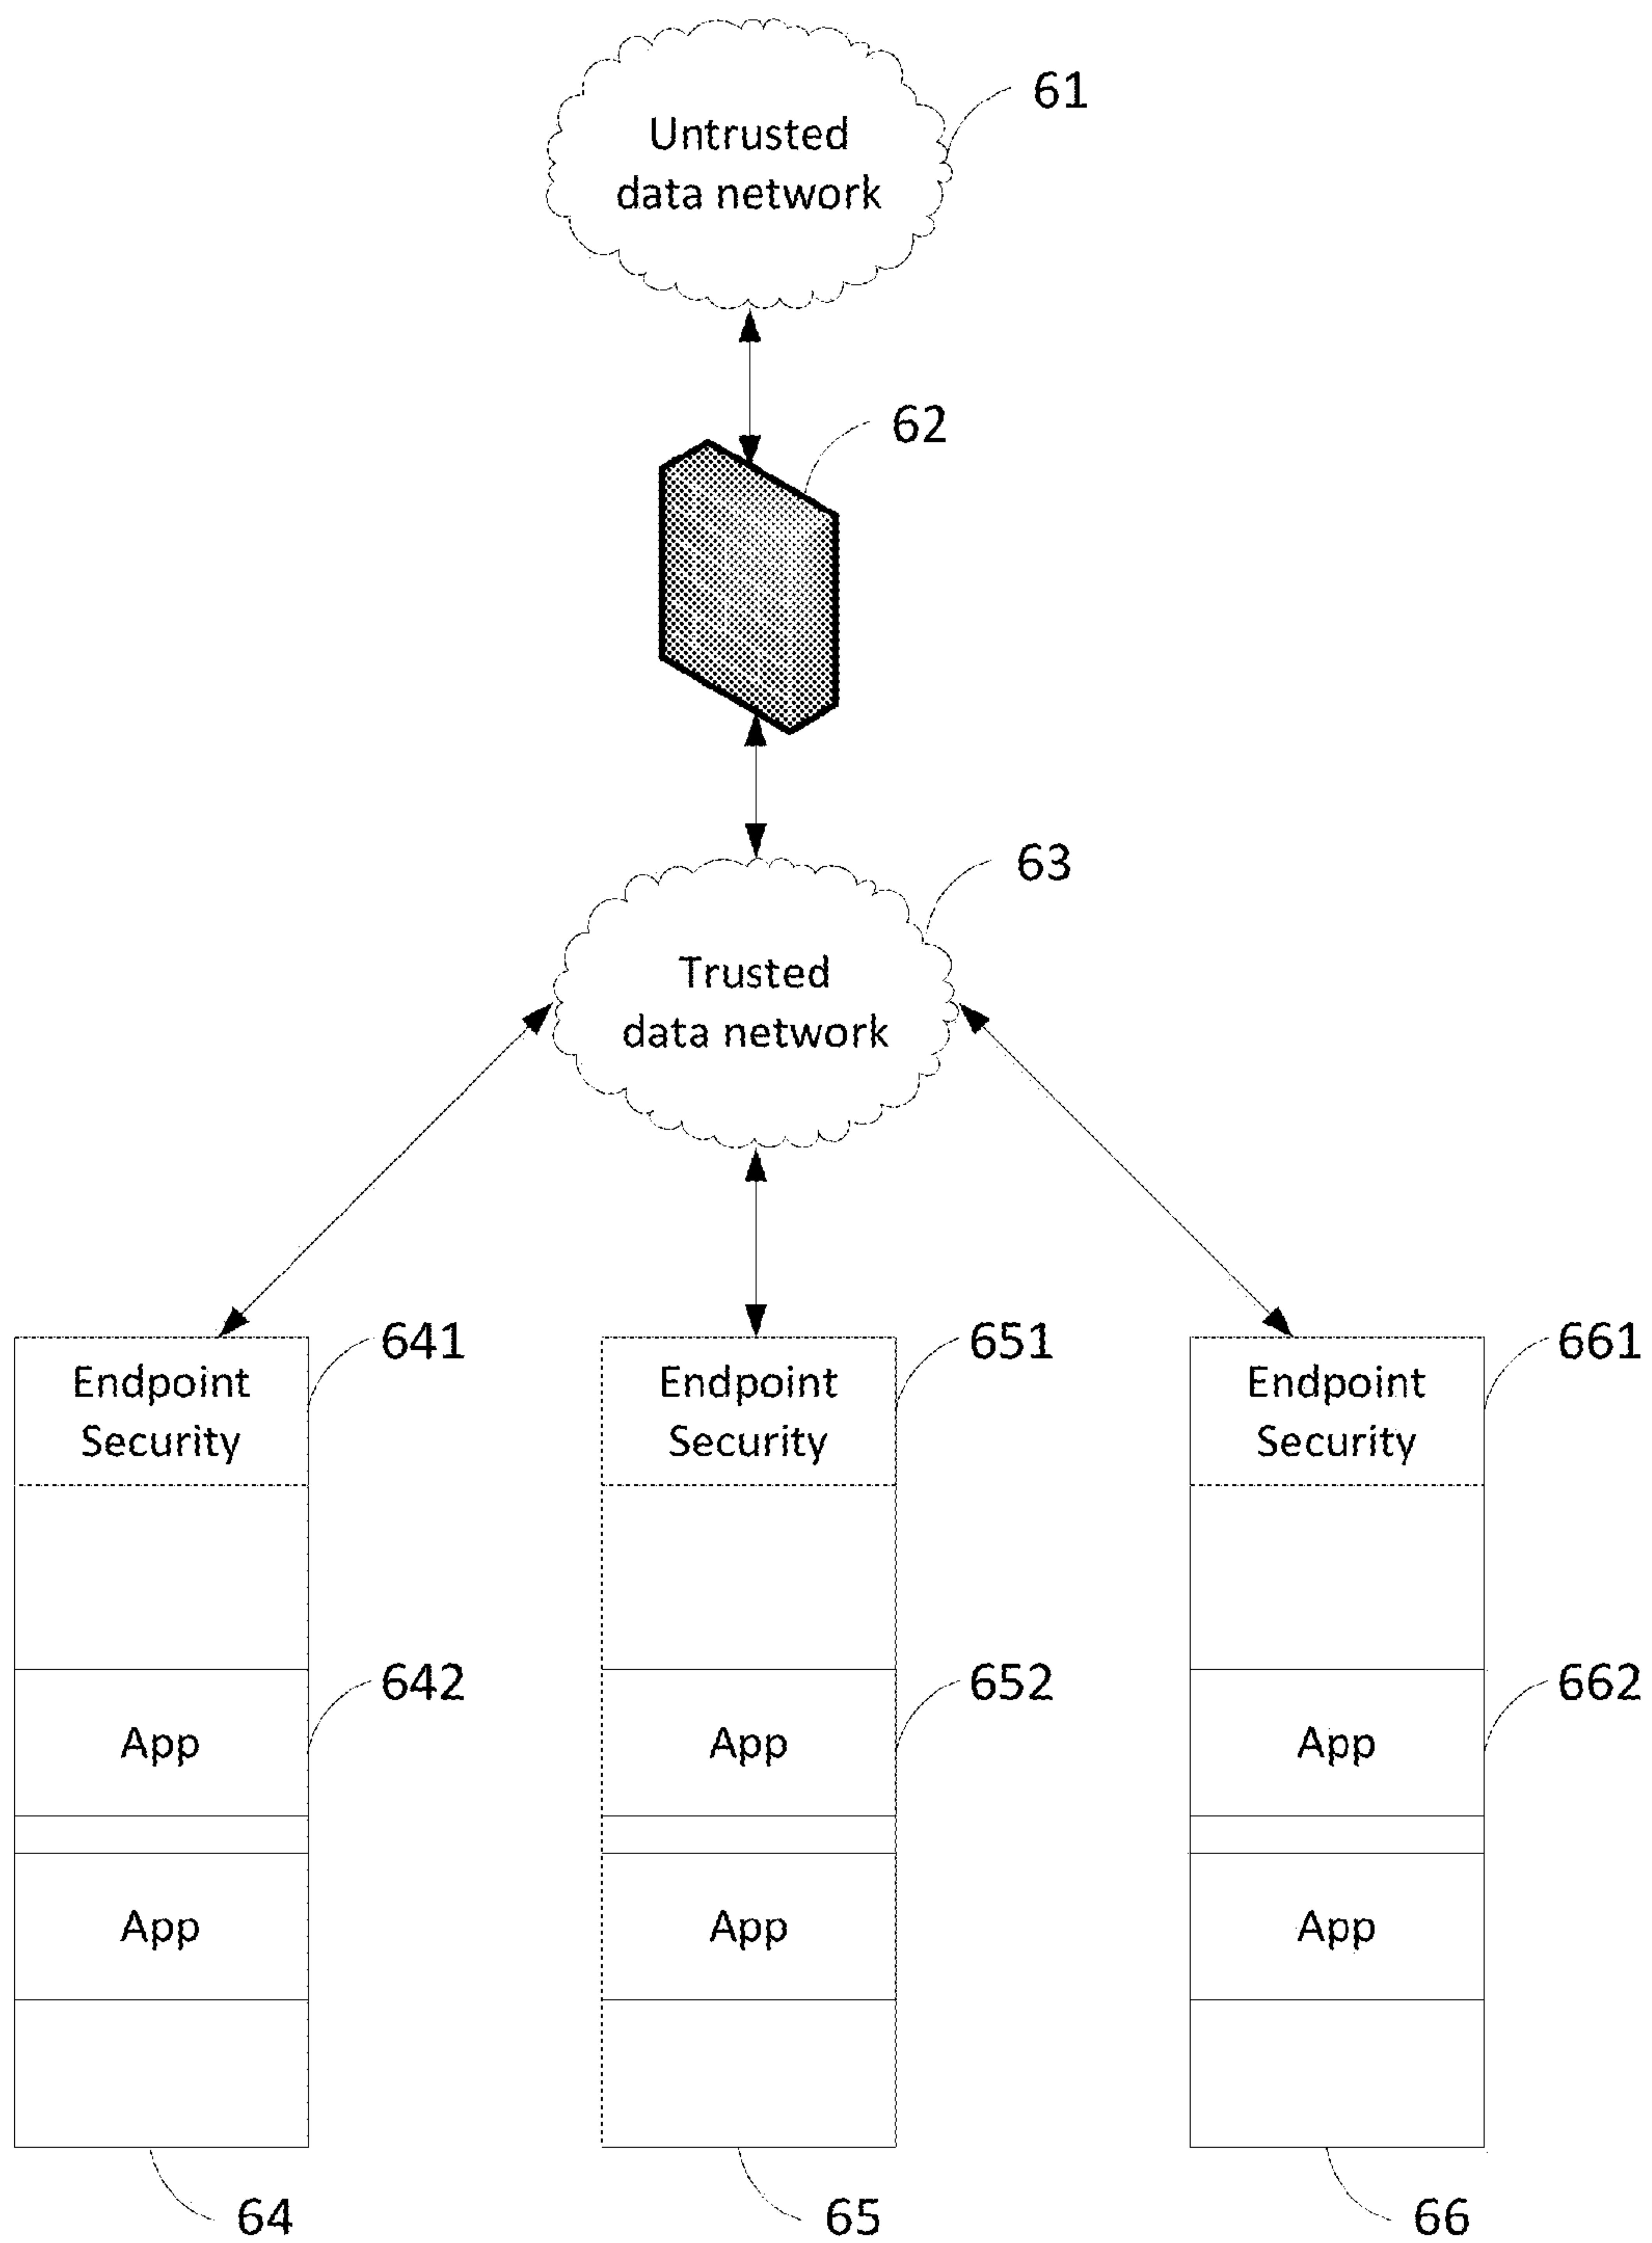 61
Untrusted
data network
62
63
Trusted
data network
641
651
661
Endpoint
Security
Endpoint
Security
Endpoint
Security
642
652
662
App
App
App
App
App
App
64
65
66